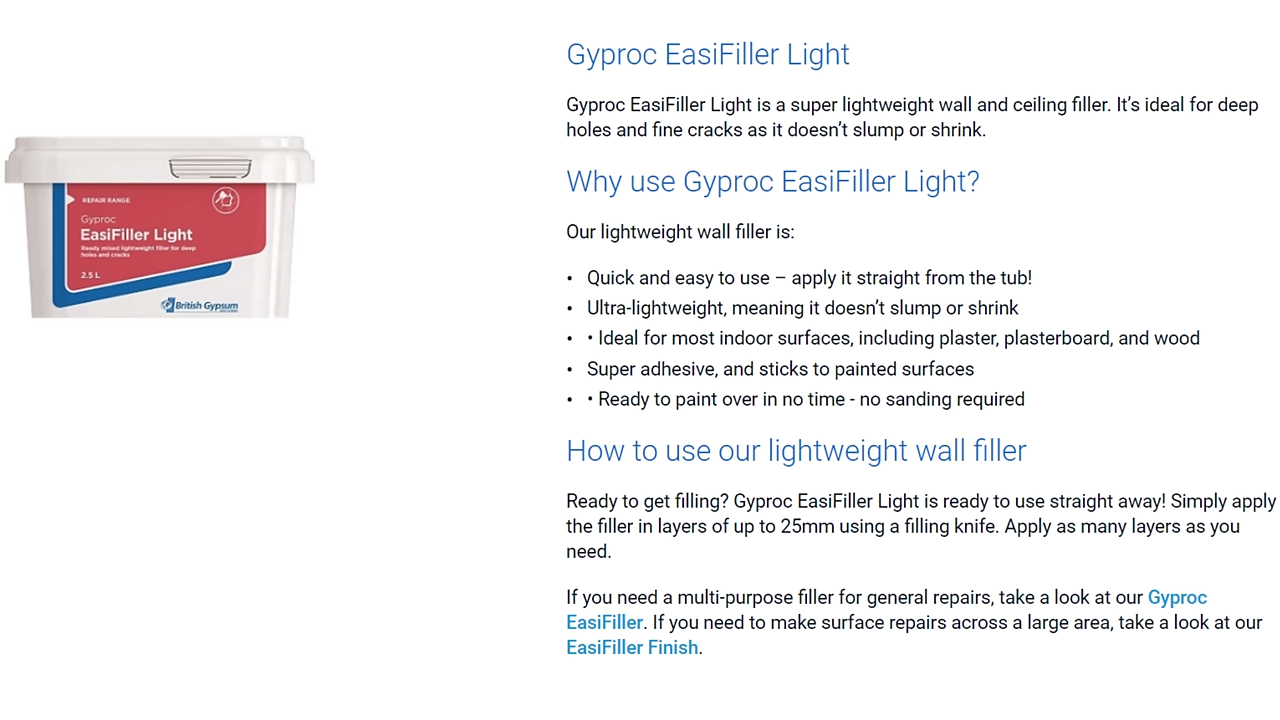 Gyproc EasiFiller Light
Gyproc EasiFiller Light is a super lightweight wall and ceiling filler. It’s ideal for deep
holes and fine cracks as it doesn’t slump or shrink.
Why use Gyproc EasiFiller Light?
Our lightweight wall filler is:
• Quick and easy to use – apply it straight from the tub!
• Ultra-lightweight, meaning it doesn’t slump or shrink
• • Ideal for most indoor surfaces, including plaster, plasterboard, and wood
• Super adhesive, and sticks to painted surfaces
• • Ready to paint over in no time - no sanding required
How to use our lightweight wall filler
Ready to get filling? Gyproc EasiFiller Light is ready to use straight away! Simply apply
the filler in layers of up to 25mm using a filling knife. Apply as many layers as you
need.
If you need a multi-purpose filler for general repairs, take a look at our Gyproc
EasiFiller. If you need to make surface repairs across a large area, take a look at our
EasiFiller Finish.
REPAIR RANGE
Gyproc
EasiFiller Light
Ready mixed lightweight filler for deep
holes and cracks
2.5 L
British Gypsum